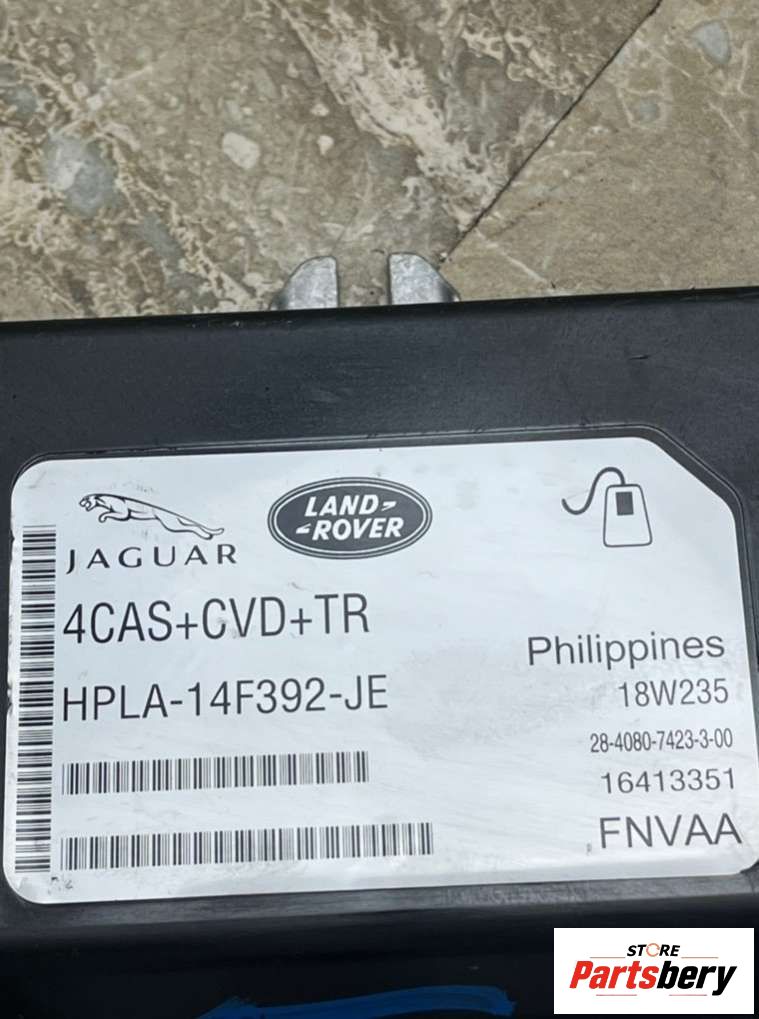 JAGUAR
LAND-
-ROVER
4CAS+CVD+TR
HPLA-14F392-JE
Philippines
18W235
28-4080-7423-3-00
16413351
FNVAA
STORE
Partsbery